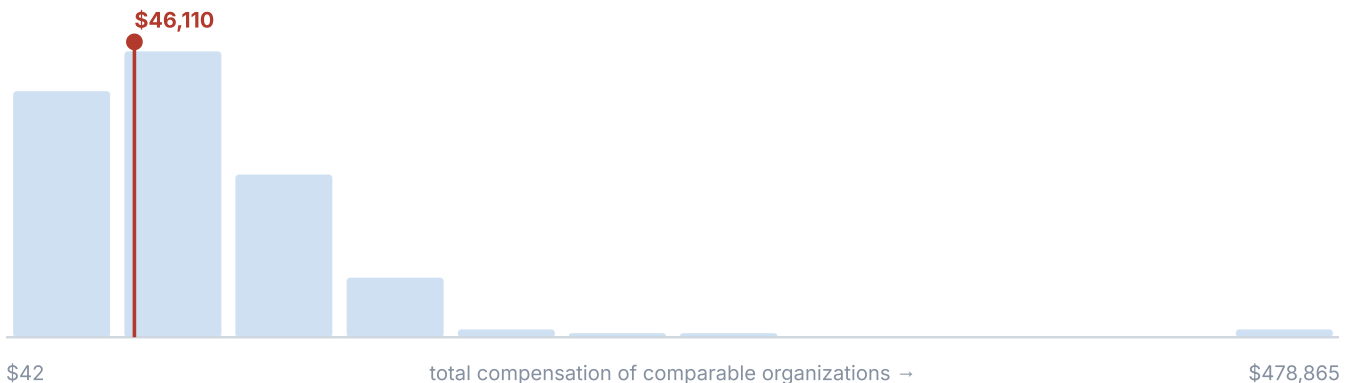 $46,110
$42 total compensation of comparable organizations → $478,865